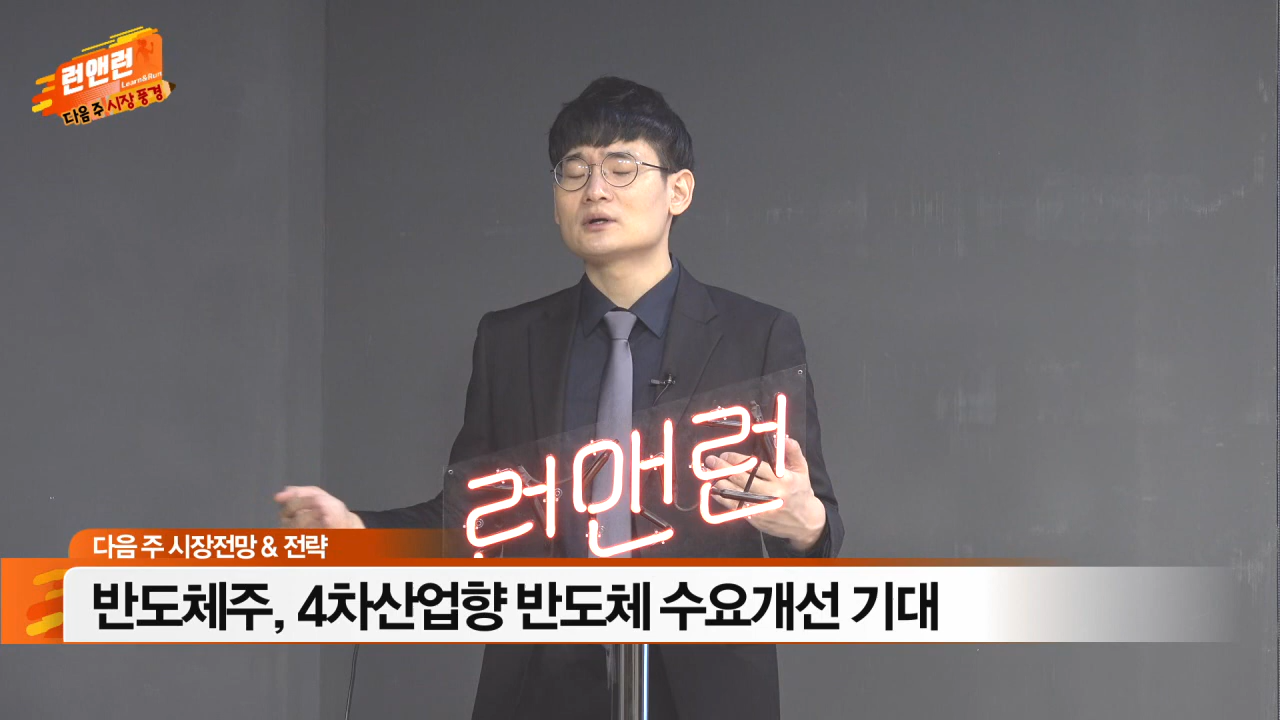 런앤런
Learn&Run
다음 주 시장 풍경
런앤런
다음 주 시장전망 & 전략
반도체주, 4차산업향 반도체 수요개선 기대